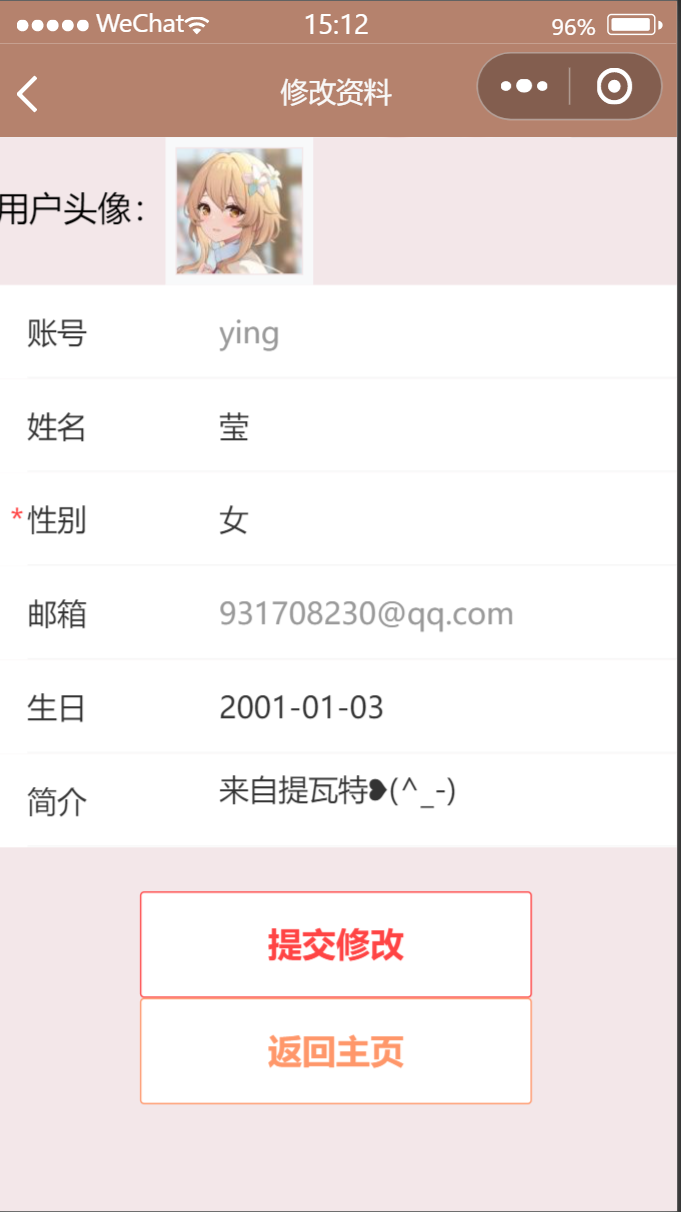 WeChat 15:12 96%
修改资料
用户头像：
账号 ying
姓名 莹
*性别 女
邮箱 931708230@qq.com
生日 2001-01-03
简介 来自提瓦特❥(^_-)
提交修改
返回主页